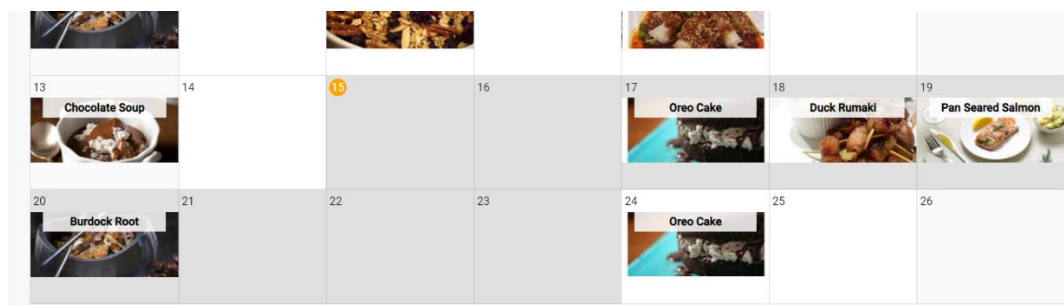 13
14
15
16
17
18
19
Chocolate Soup
Oreo Cake
Duck Rumaki
Pan Seared Salmon
20
21
22
23
24
25
26
Burdock Root
Oreo Cake